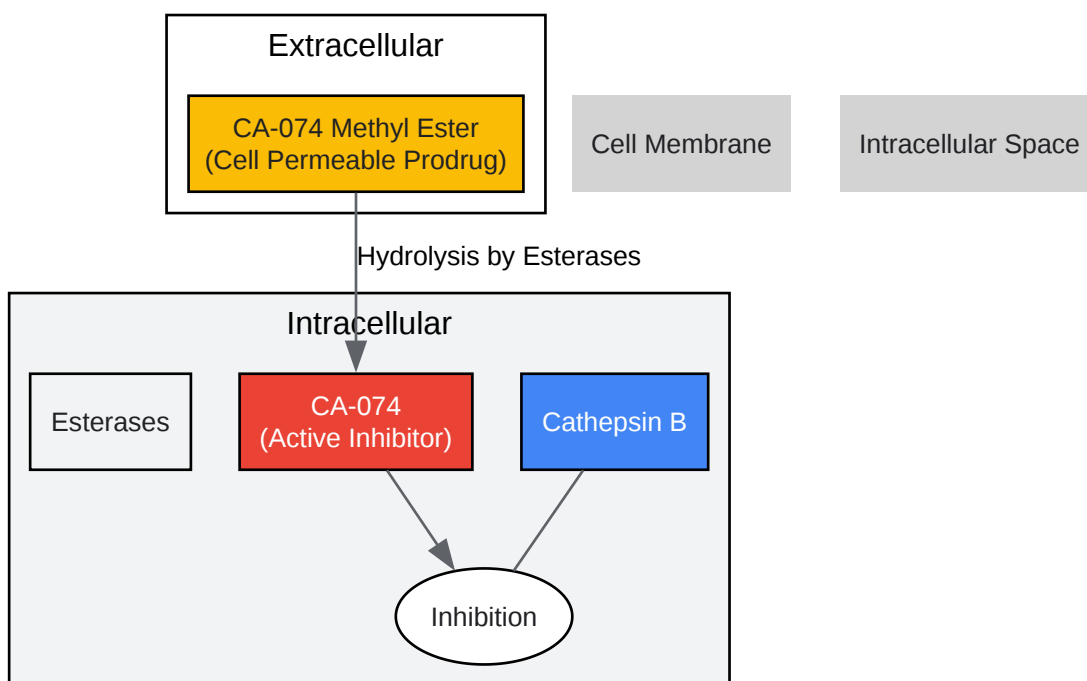 Extracellular
CA-074 Methyl Ester
(Cell Permeable Prodrug)
Cell Membrane
Intracellular Space
Hydrolysis by Esterases
Intracellular
Esterases
CA-074
(Active Inhibitor)
Cathepsin B
Inhibition